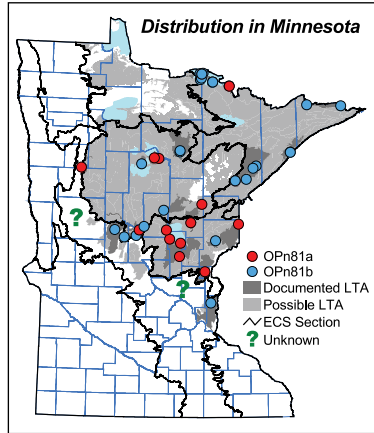 Distribution in Minnesota
?
?
OPn81a
OPn81b
Documented LTA
Possible LTA
ECS Section
? Unknown